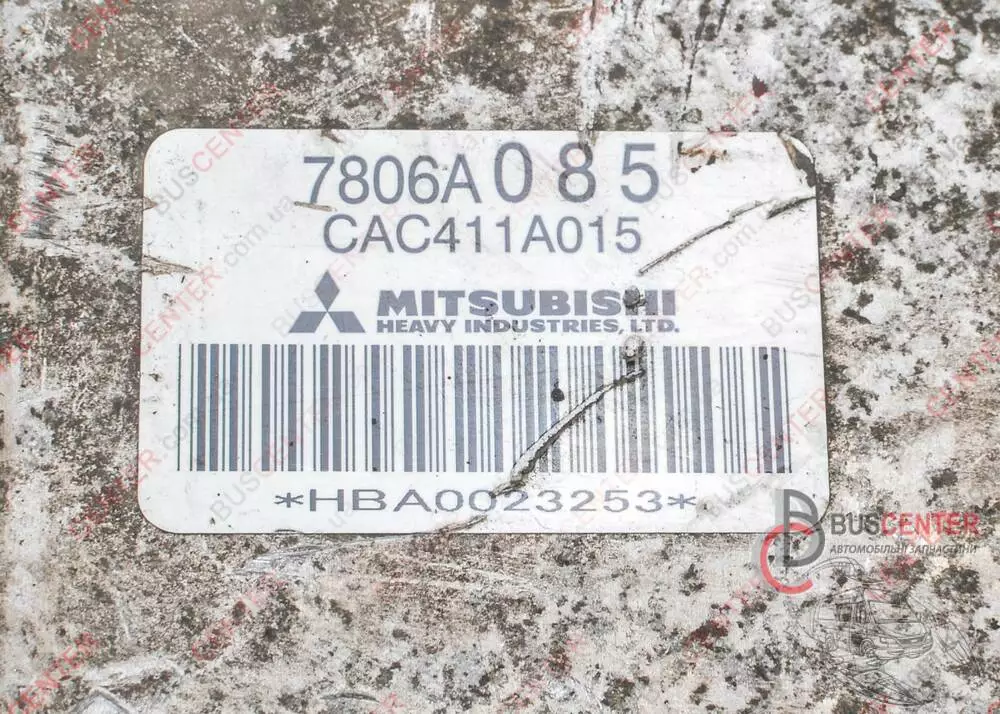 7806A085
CAC411A015
MITSUBISHI
HEAVY INDUSTRIES, LTD.
*HBA0023253*
BUSCENTER
АВТОМОБІЛЬНІ ЗАПЧАСТИНИ